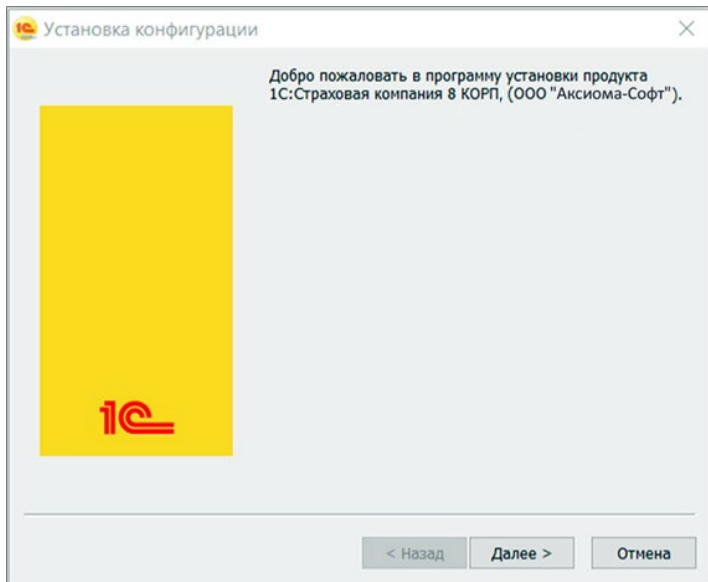 1С Установка конфигурации
Добро пожаловать в программу установки продукта
1С:Страховая компания 8 КОРП, (ООО "Аксиома-Софт").
1С
< Назад Далее > Отмена